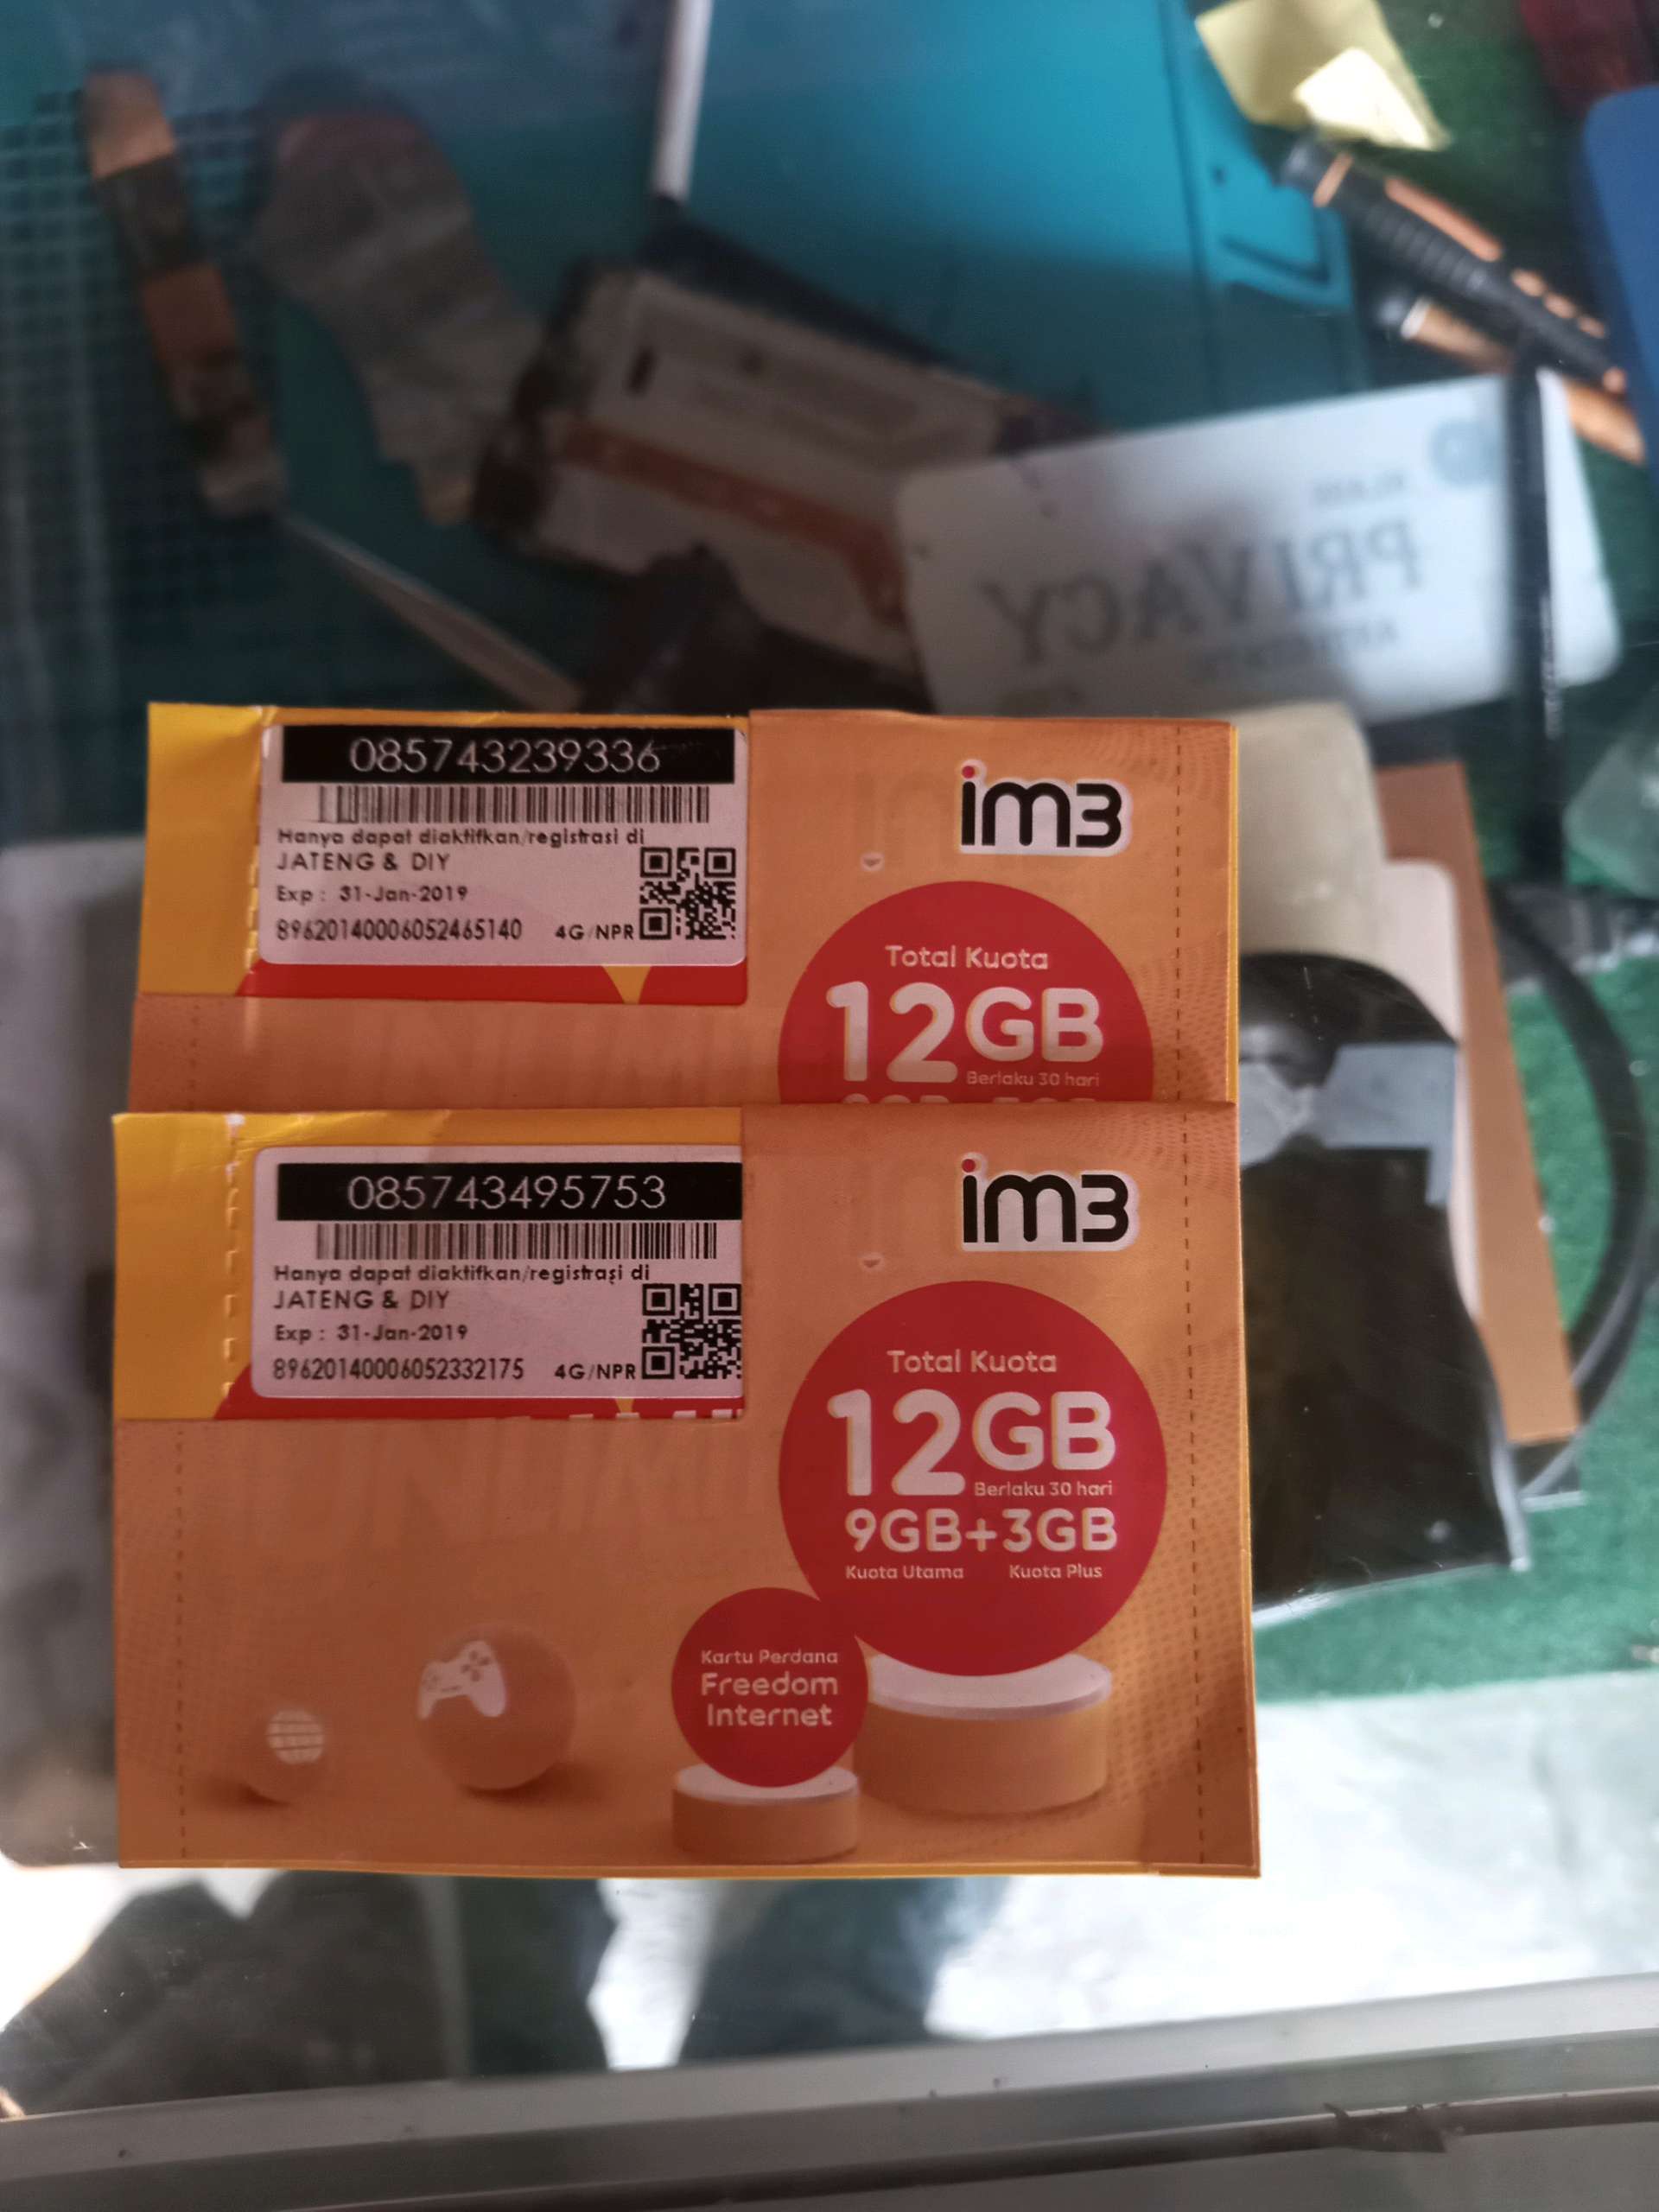 PRIVACY
085743239336
Hanya dapat diaktifkan/registrasi di
JATENG & DIY
Exp : 31-Jan-2019
89620140006052465140 4G/NPR
im3
Total Kuota
12GB
Berlaku 30 hari
085743495753
Hanya dapat diaktifkan/registrasi di
JATENG & DIY
Exp : 31-Jan-2019
89620140006052332175 4G/NPR
im3
Total Kuota
12GB
Berlaku 30 hari
9GB+3GB
Kuota Utama Kuota Plus
Kartu Perdana
Freedom
Internet